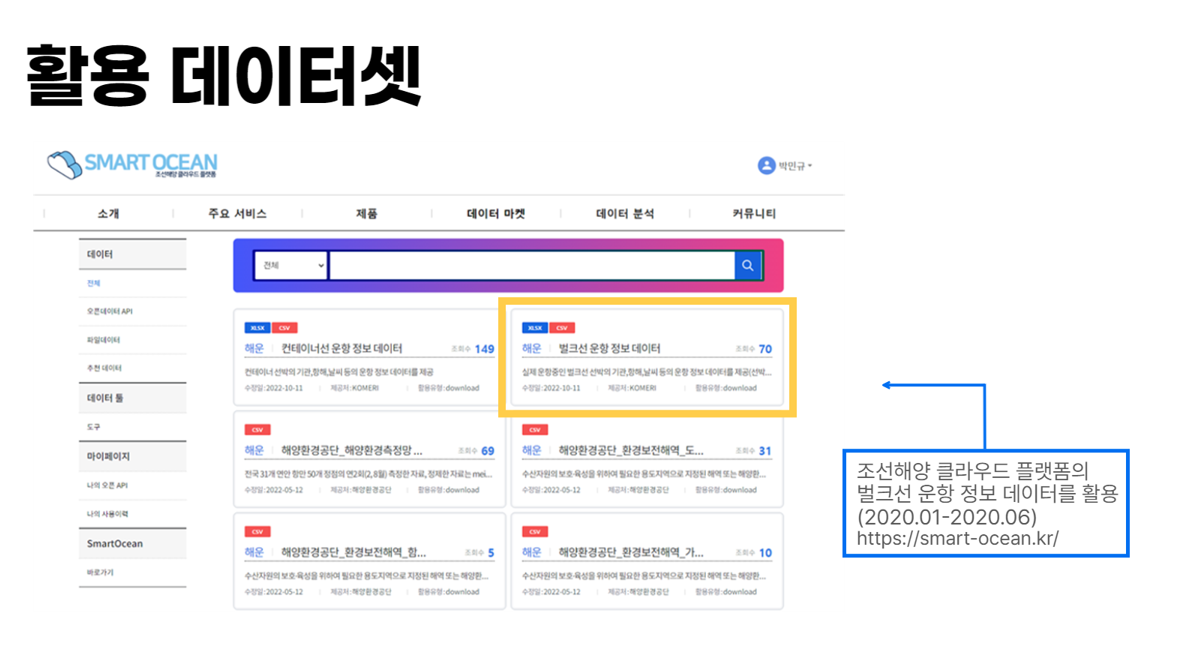 활용 데이터셋
SMART OCEAN
조선해양 클라우드 플랫폼
박민규
소개
주요 서비스
제품
데이터 마켓
데이터 분석
커뮤니티
데이터
전체
오픈데이터 API
파일데이터
추천 데이터
데이터 툴
도구
마이페이지
나의 오픈 API
나의 사용이력
SmartOcean
바로가기
전체
XLSX CSV
해운 컨테이너선 운항 정보 데이터 조회수 149
컨테이너 선박의 기관,항해,날씨 등의 운항 정보 데이터를 제공
수정일:2022-10-11 제공처:KOMERI 활용유형:download
XLSX CSV
해운 벌크선 운항 정보 데이터 조회수 70
실제 운항중인 벌크선 선박의 기관,항해,날씨 등의 운항 정보 데이터를 제공(선박...
수정일:2022-10-11 제공처:KOMERI 활용유형:download
CSV
해운 해양환경공단_해양환경측정망 ... 조회수 69
전국 31개 연안 항만 50개 정점의 연2회(2,8월) 측정한 자료, 정제한 자료는 mei...
수정일:2022-05-12 제공처:해양환경공단 활용유형:download
CSV
해운 해양환경공단_환경보전해역_도... 조회수 31
수산자원의 보호·육성을 위하여 필요한 용도지역으로 지정된 해역 또는 해양환...
수정일:2022-05-12 제공처:해양환경공단 활용유형:download
CSV
해운 해양환경공단_환경보전해역_함... 조회수 5
수산자원의 보호·육성을 위하여 필요한 용도지역으로 지정된 해역 또는 해양환...
수정일:2022-05-12 제공처:해양환경공단 활용유형:download
CSV
해운 해양환경공단_환경보전해역_가... 조회수 10
수산자원의 보호·육성을 위하여 필요한 용도지역으로 지정된 해역 또는 해양환...
수정일:2022-05-12 제공처:해양환경공단 활용유형:download
조선해양 클라우드 플랫폼의
벌크선 운항 정보 데이터를 활용
(2020.01-2020.06)
https://smart-ocean.kr/